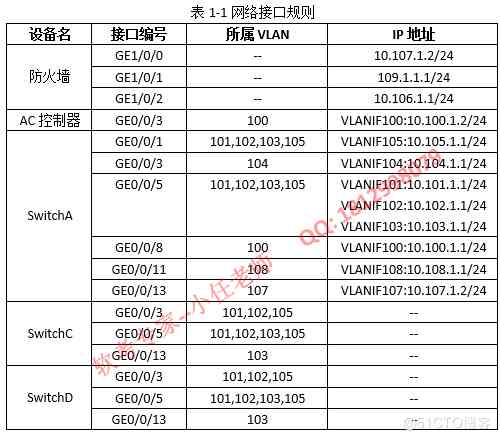 表 1-1 网络接口规则
设备名 接口编号 所属 VLAN IP 地址
防火墙 GE1/0/0 -- 10.107.1.2/24
GE1/0/1 -- 109.1.1.1/24
GE1/0/2 -- 10.106.1.1/24
AC 控制器 GE0/0/3 100 VLANIF100:10.100.1.2/24
SwitchA GE0/0/1 101,102,103,105 VLANIF105:10.105.1.1/24
GE0/0/3 104 VLANIF104:10.104.1.1/24
GE0/0/5 101,102,103,105 VLANIF101:10.101.1.1/24
VLANIF102:10.102.1.1/24
VLANIF103:10.103.1.1/24
GE0/0/8 100 VLANIF100:10.100.1.1/24
GE0/0/11 108 VLANIF108:10.108.1.1/24
GE0/0/13 107 VLANIF107:10.107.1.2/24
SwitchC GE0/0/3 101,102,105 --
GE0/0/5 101,102,103,105 --
GE0/0/13 103 --
SwitchD GE0/0/3 101,102,105 --
GE0/0/5 101,102,103,105 --
GE0/0/13 103 --
软考专家--小任老师
@51CTO博客